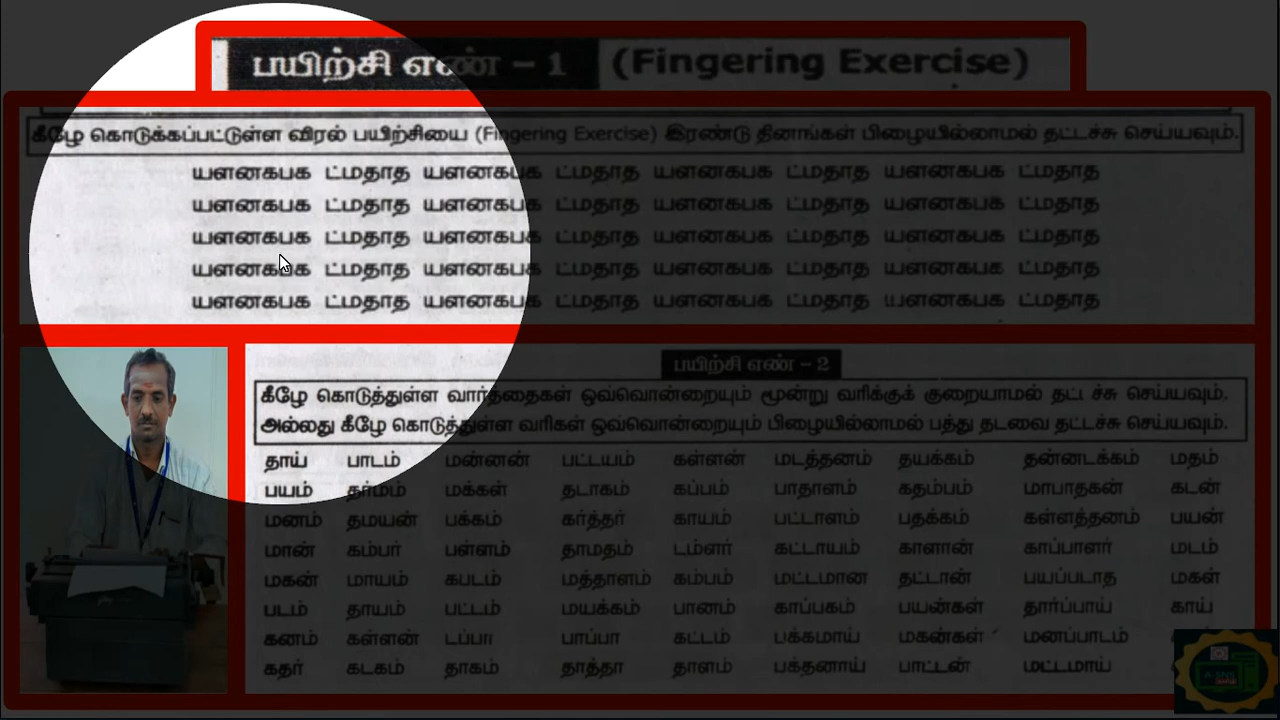 பயிற்சி எண் - 1 (Fingering Exercise)
கீழே கொடுக்கப்பட்டுள்ள விரல் பயிற்சியை (Fingering Exercise) இரண்டு தினங்கள் பிழையில்லாமல் தட்டச்சு செய்யவும்.
யளனகபக ட்மதாத யளனகபக ட்மதாத யளனகபக ட்மதாத யளனகபக ட்மதாத
யளனகபக ட்மதாத யளனகபக ட்மதாத யளனகபக ட்மதாத யளனகபக ட்மதாத
யளனகபக ட்மதாத யளனகபக ட்மதாத யளனகபக ட்மதாத யளனகபக ட்மதாத
யளனகபக ட்மதாத யளனகபக ட்மதாத யளனகபக ட்மதாத யளனகபக ட்மதாத
யளனகபக ட்மதாத யளனகபக ட்மதாத யளனகபக ட்மதாத யளனகபக ட்மதாத
பயிற்சி எண் - 2
கீழே கொடுத்துள்ள வார்த்தைகள் ஒவ்வொன்றையும் மூன்று வரிக்குக் குறையாமல் தட்டச்சு செய்யவும்.
அல்லது கீழே கொடுத்துள்ள வரிகள் ஒவ்வொன்றையும் பிழையில்லாமல் பத்து தடவை தட்டச்சு செய்யவும்.
தாய் பாடம் மன்னன் பட்டயம் கள்ளன் மடத்தனம் தயக்கம் தன்னடக்கம் மதம்
பயம் தர்மம் மக்கள் தடாகம் கப்பம் பாதாளம் கதம்பம் மாபாதகன் கடன்
மனம் தமயன் பக்கம் கர்த்தர் காயம் பட்டாளம் பதக்கம் கள்ளத்தனம் பயன்
மான் கம்பர் பள்ளம் தாமதம் டம்ளர் கட்டாயம் காளான் காப்பாளர் மடம்
மகன் மாயம் கபடம் மத்தாளம் கம்பம் மட்டமான தட்டான் பயப்படாத மகள்
படம் தாயம் பட்டம் மயக்கம் பானம் காப்பகம் பயன்கள் தார்ப்பாய் காய்
கனம் கள்ளன் டப்பா பாப்பா கட்டம் பக்கமாய் மகன்கள் மனப்பாடம்
கதர் கடகம் தாகம் தாத்தா தாளம் பக்தனாய் பாட்டன் மட்டமாய்